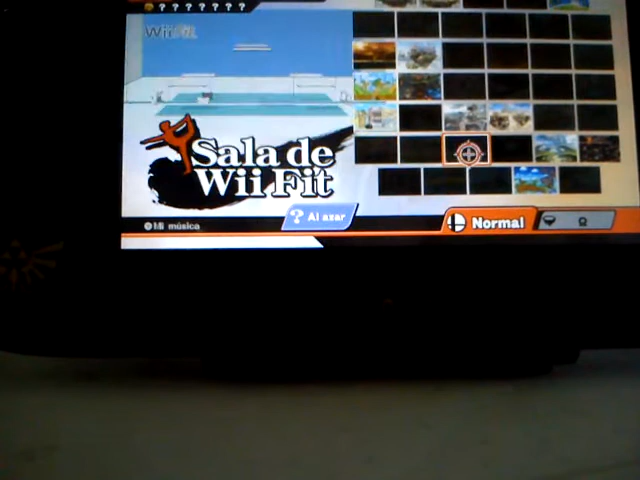 ? ? ? ? ? ? ?
Wii Fit
Sala de
Wii Fit
Mi música
? Al azar
Normal
Ω